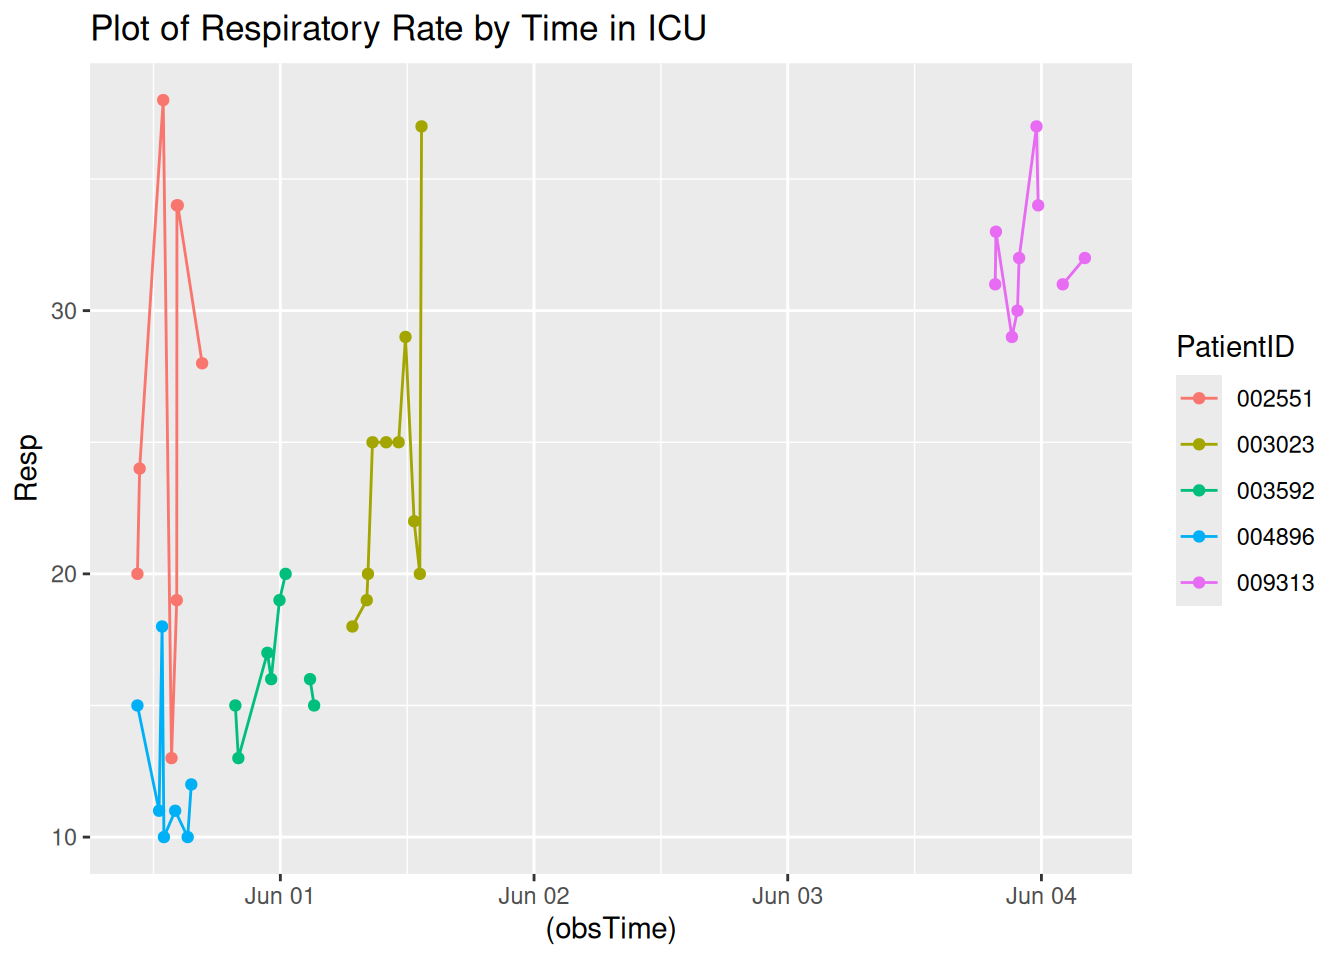 Plot of Respiratory Rate by Time in ICU
Resp
30
20
10
Jun 01 Jun 02 Jun 03 Jun 04
(obsTime)
PatientID
002551
003023
003592
004896
009313